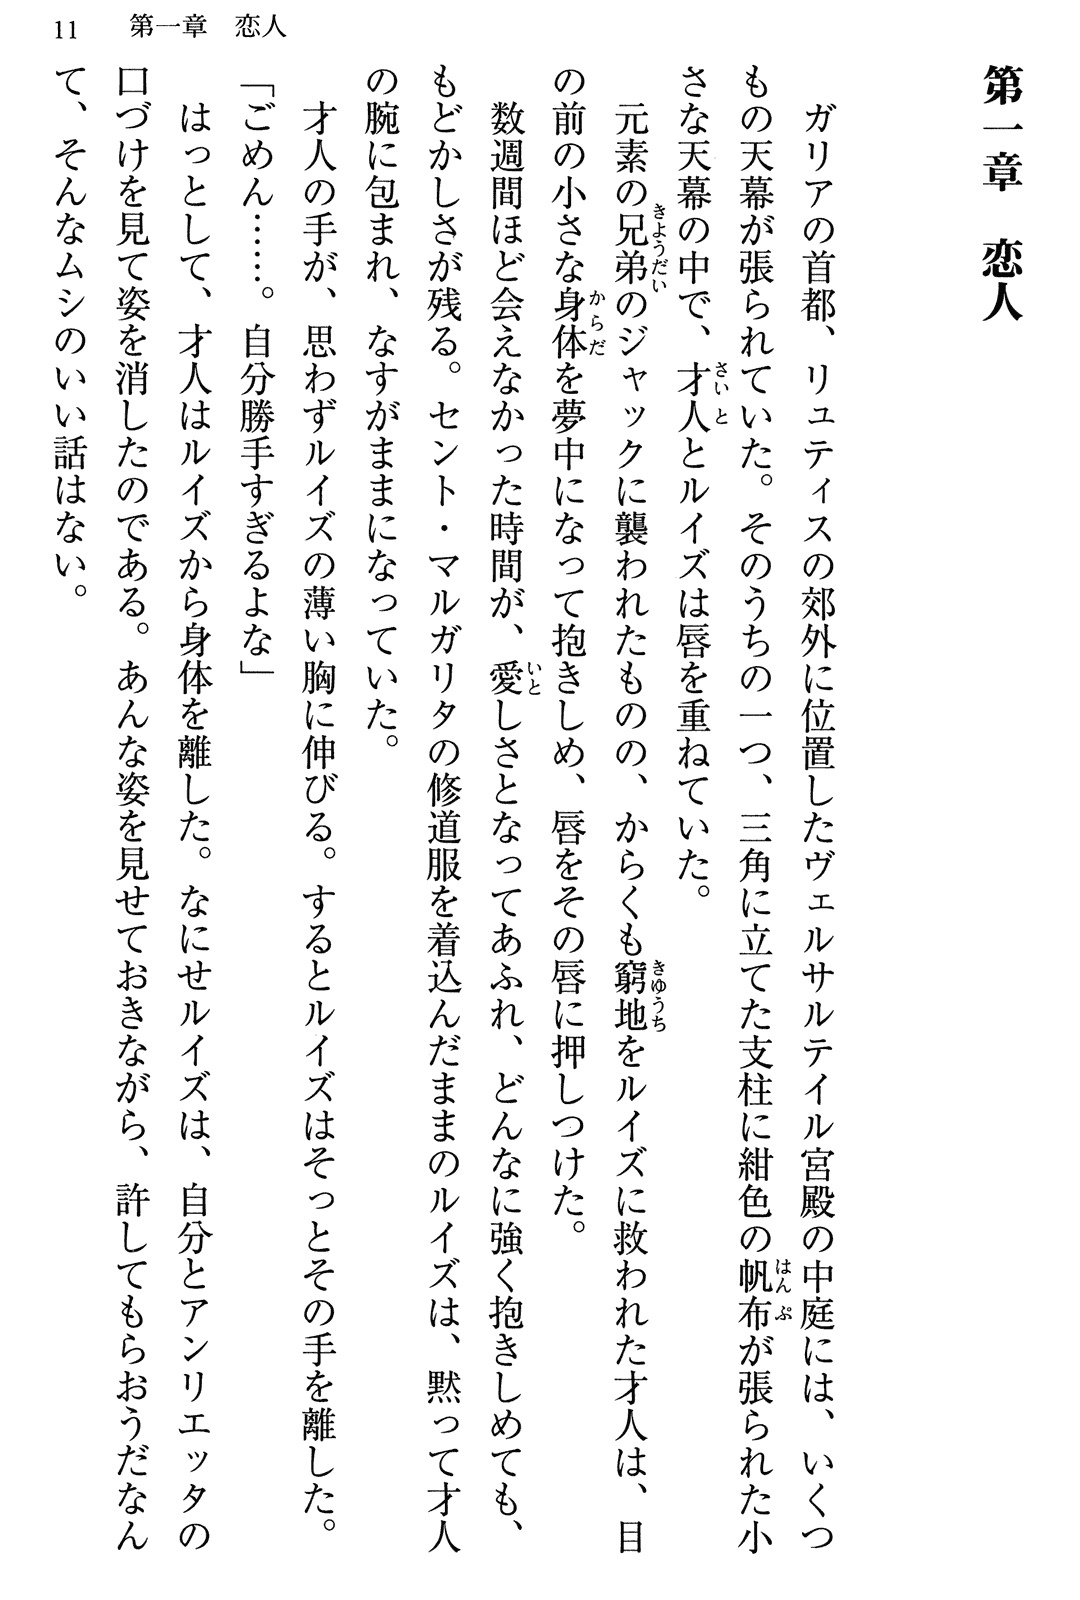 11　第一章　恋人
第一章　恋人
ガリアの首都、リュティスの郊外に位置したヴェルサルテイル宮殿の中庭には、いくつ
もの天幕が張られていた。そのうちの一つ、三角に立てた支柱に紺色の帆布が張られた小
はんぷ
さな天幕の中で、才人とルイズは唇を重ねていた。
さいと
元素の兄弟のジャックに襲われたものの、からくも窮地をルイズに救われた才人は、目
きようだい
きゆうち
の前の小さな身体を夢中になって抱きしめ、唇をその唇に押しつけた。
からだ
数週間ほど会えなかった時間が、愛しさとなってあふれ、どんなに強く抱きしめても、
いと
もどかしさが残る。セント・マルガリタの修道服を着込んだままのルイズは、黙って才人
の腕に包まれ、なすがままになっていた。
才人の手が、思わずルイズの薄い胸に伸びる。するとルイズはそっとその手を離した。
「ごめん……。自分勝手すぎるよな」
はっとして、才人はルイズから身体を離した。なにせルイズは、自分とアンリエッタの
口づけを見て姿を消したのである。あんな姿を見せておきながら、許してもらおうだなん
て、そんなムシのいい話はない。